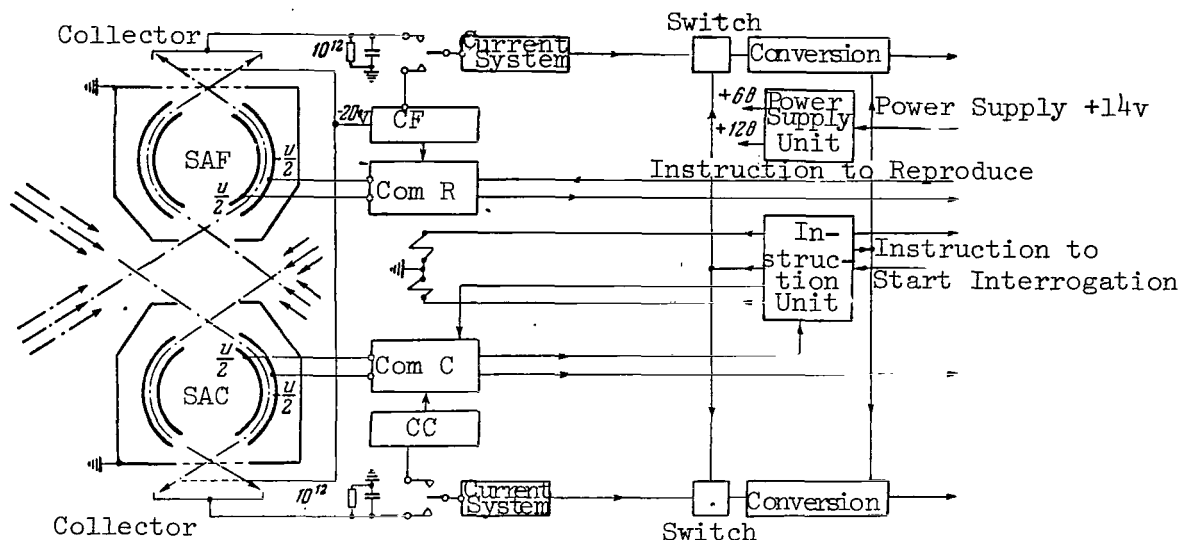 Switch
Collector
10¹²
Current
System
Conversion
+6в
+12в
Power
Supply
Unit
Power Supply +14v
-20v
CF
SAF
u/2
u/2
Com R
Instruction to Reproduce
In-
struc-
tion
Unit
Instruction to
Start Interrogation
u/2
Com C
SAC
u/2
CC
10¹²
Current
System
Conversion
Collector
Switch